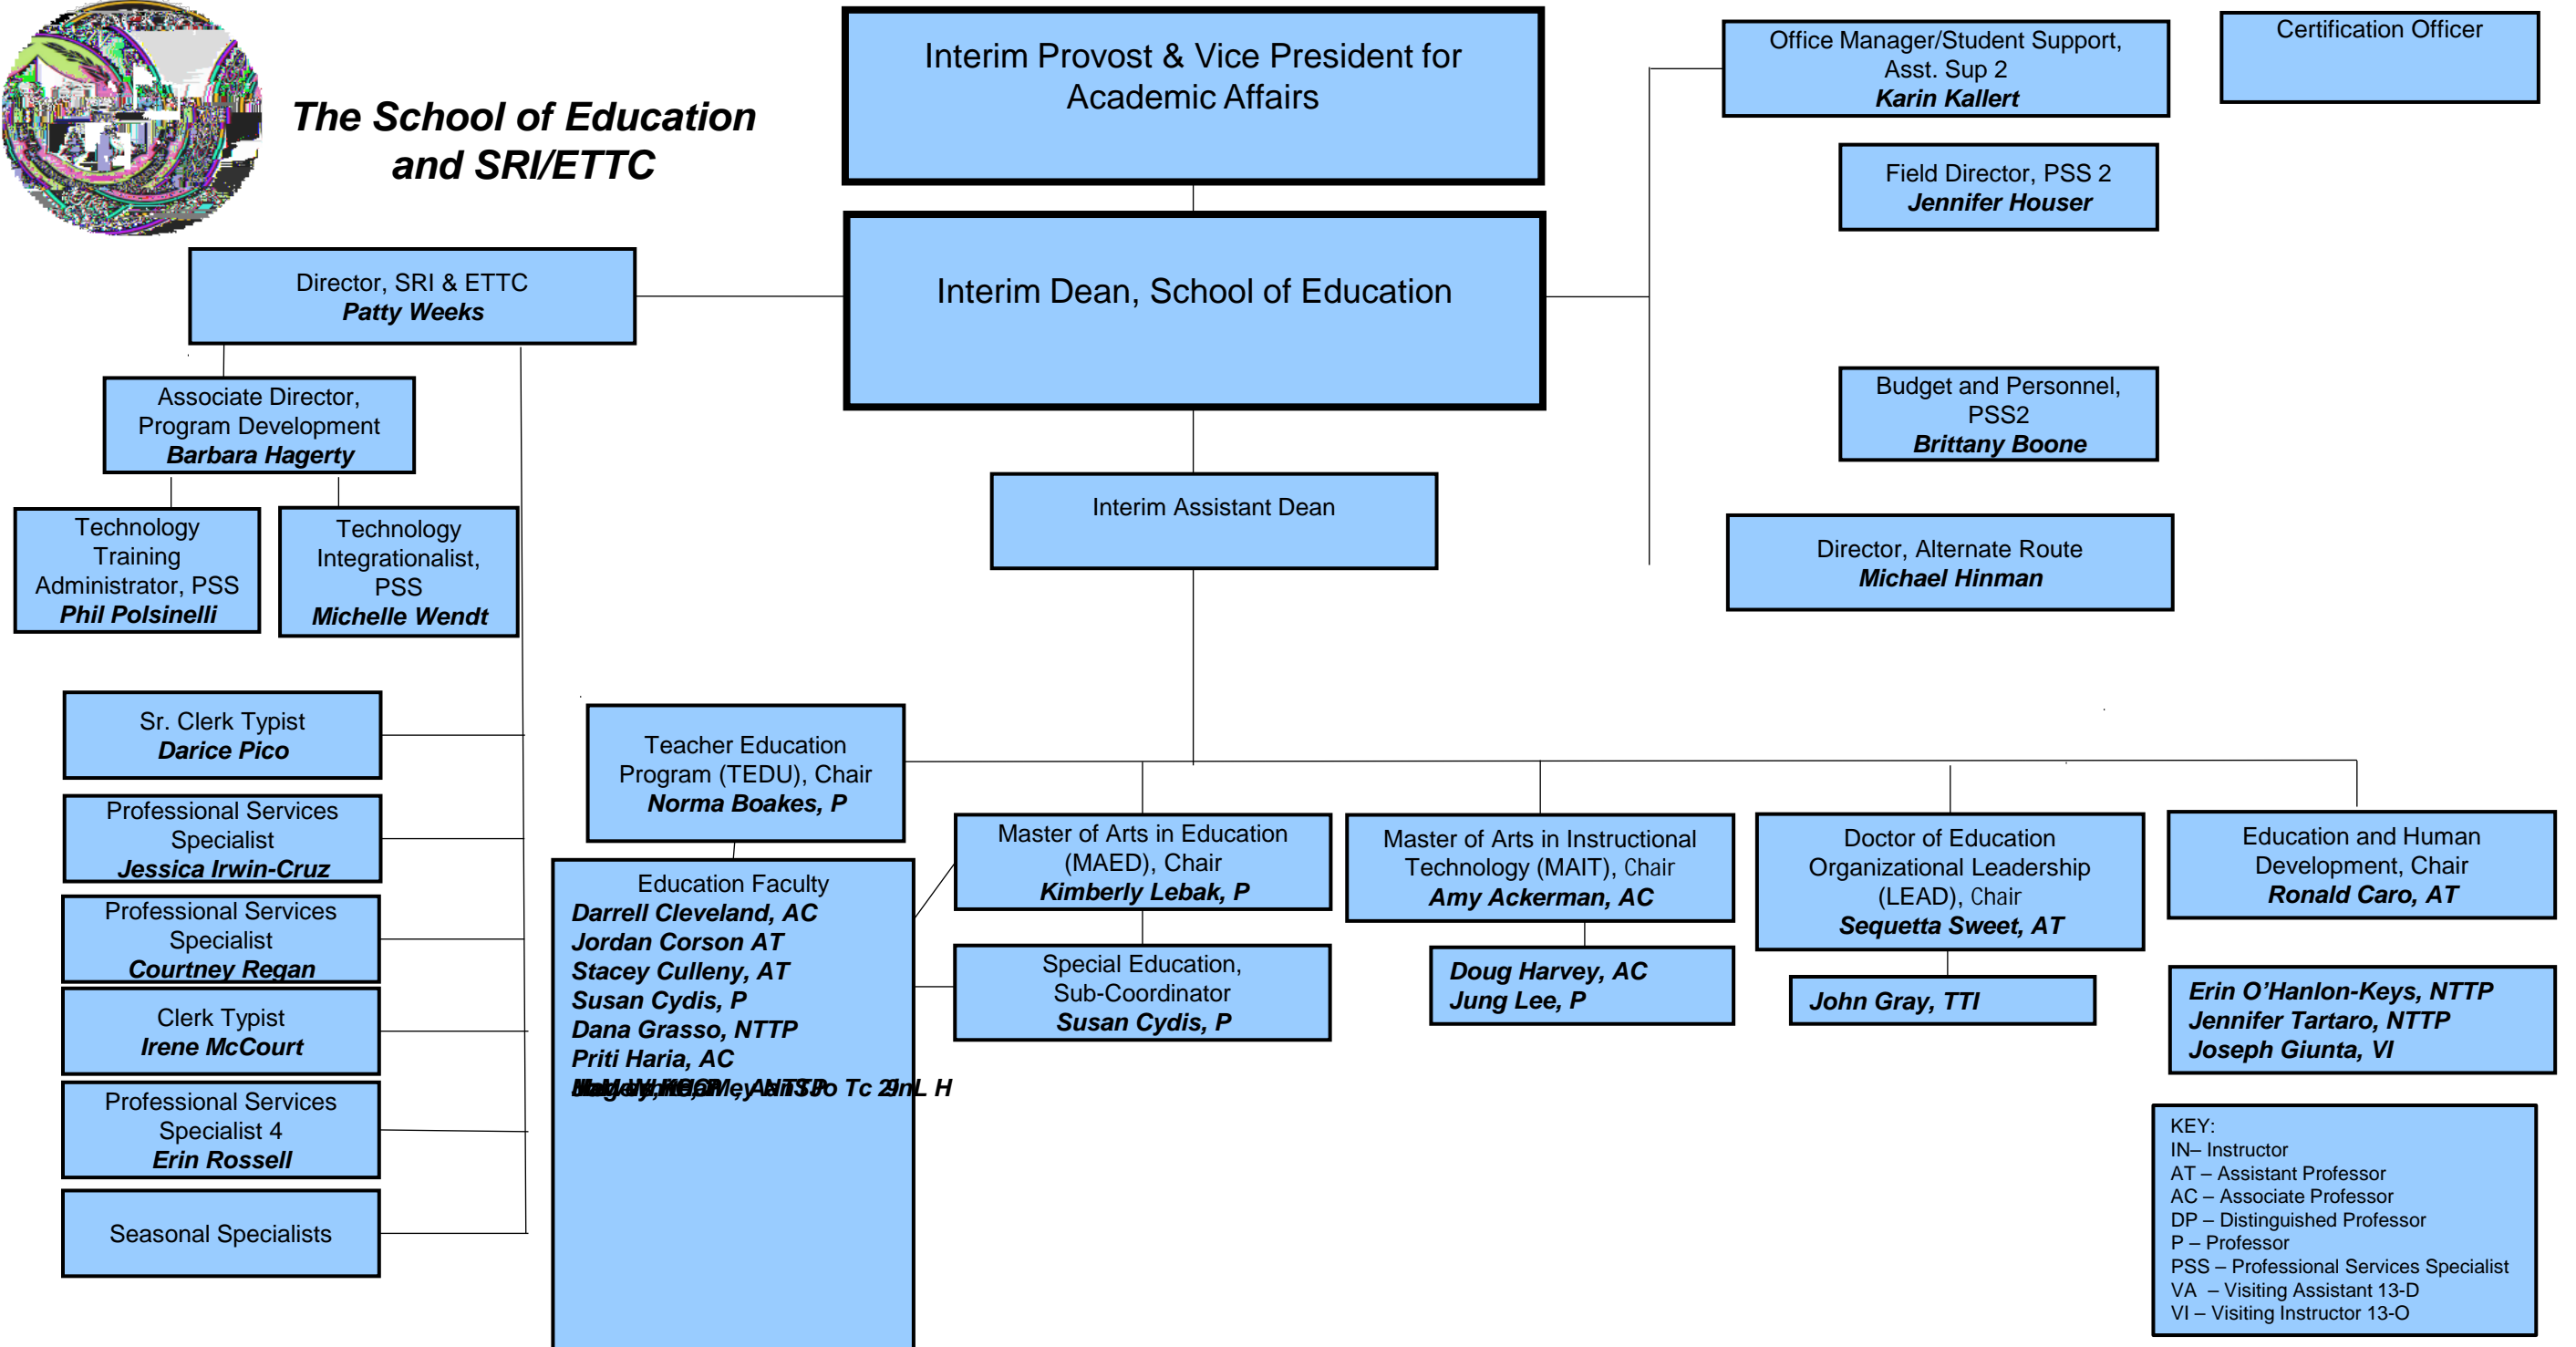 The School of Education
and SRI/ETTC
Interim Provost & Vice President for
Academic Affairs
Office Manager/Student Support,
Asst. Sup 2
Karin Kallert
Certification Officer
Field Director, PSS 2
Jennifer Houser
Director, SRI & ETTC
Patty Weeks
Interim Dean, School of Education
Associate Director,
Program Development
Barbara Hagerty
Budget and Personnel,
PSS2
Brittany Boone
Technology
Training
Administrator, PSS
Phil Polsinelli
Technology
Integrationalist,
PSS
Michelle Wendt
Interim Assistant Dean
Director, Alternate Route
Michael Hinman
Sr. Clerk Typist
Darice Pico
Professional Services
Specialist
Jessica Irwin-Cruz
Professional Services
Specialist
Courtney Regan
Clerk Typist
Irene McCourt
Professional Services
Specialist 4
Erin Rossell
Seasonal Specialists
Teacher Education
Program (TEDU), Chair
Norma Boakes, P
Education Faculty
Darrell Cleveland, AC
Jordan Corson AT
Stacey Culleny, AT
Susan Cydis, P
Dana Grasso, NTTP
Priti Haria, AC
Master of Arts in Education
(MAED), Chair
Kimberly Lebak, P
Special Education,
Sub-Coordinator
Susan Cydis, P
Master of Arts in Instructional
Technology (MAIT), Chair
Amy Ackerman, AC
Doug Harvey, AC
Jung Lee, P
Doctor of Education
Organizational Leadership
(LEAD), Chair
Sequetta Sweet, AT
John Gray, TTI
Education and Human
Development, Chair
Ronald Caro, AT
Erin O’Hanlon-Keys, NTTP
Jennifer Tartaro, NTTP
Joseph Giunta, VI
KEY:
IN– Instructor
AT – Assistant Professor
AC – Associate Professor
DP – Distinguished Professor
P – Professor
PSS – Professional Services Specialist
VA – Visiting Assistant 13-D
VI – Visiting Instructor 13-O